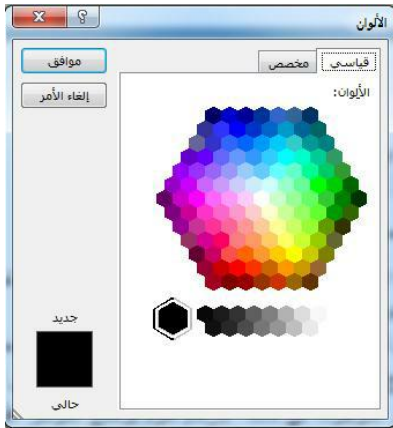 الألوان
قياسي
مخصص
الألوان:
موافق
إلغاء الأمر
جديد
حالي